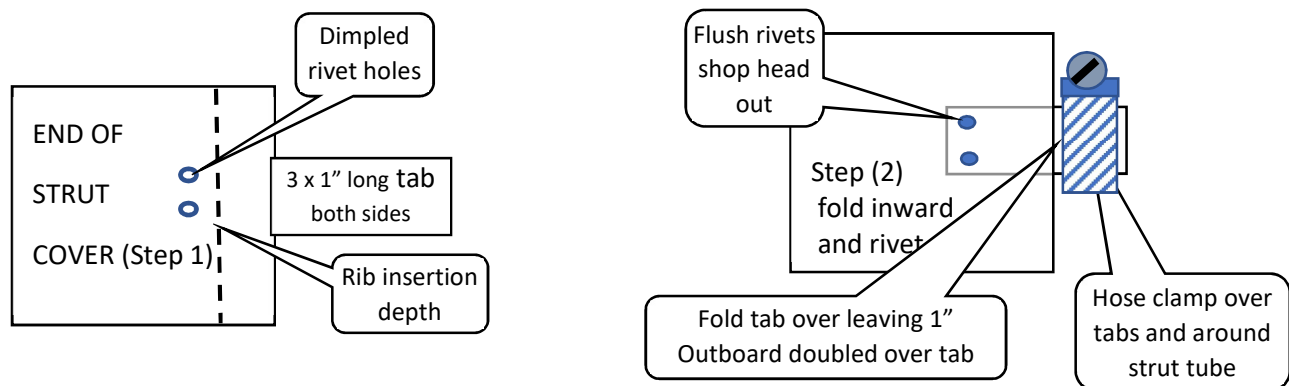 Dimpled
rivet holes
END OF
STRUT
COVER (Step 1)
3 x 1” long tab
both sides
Rib insertion
depth
Flush rivets
shop head
out
Step (2)
fold inward
and rivet
Fold tab over leaving 1”
Outboard doubled over tab
Hose clamp over
tabs and around
strut tube